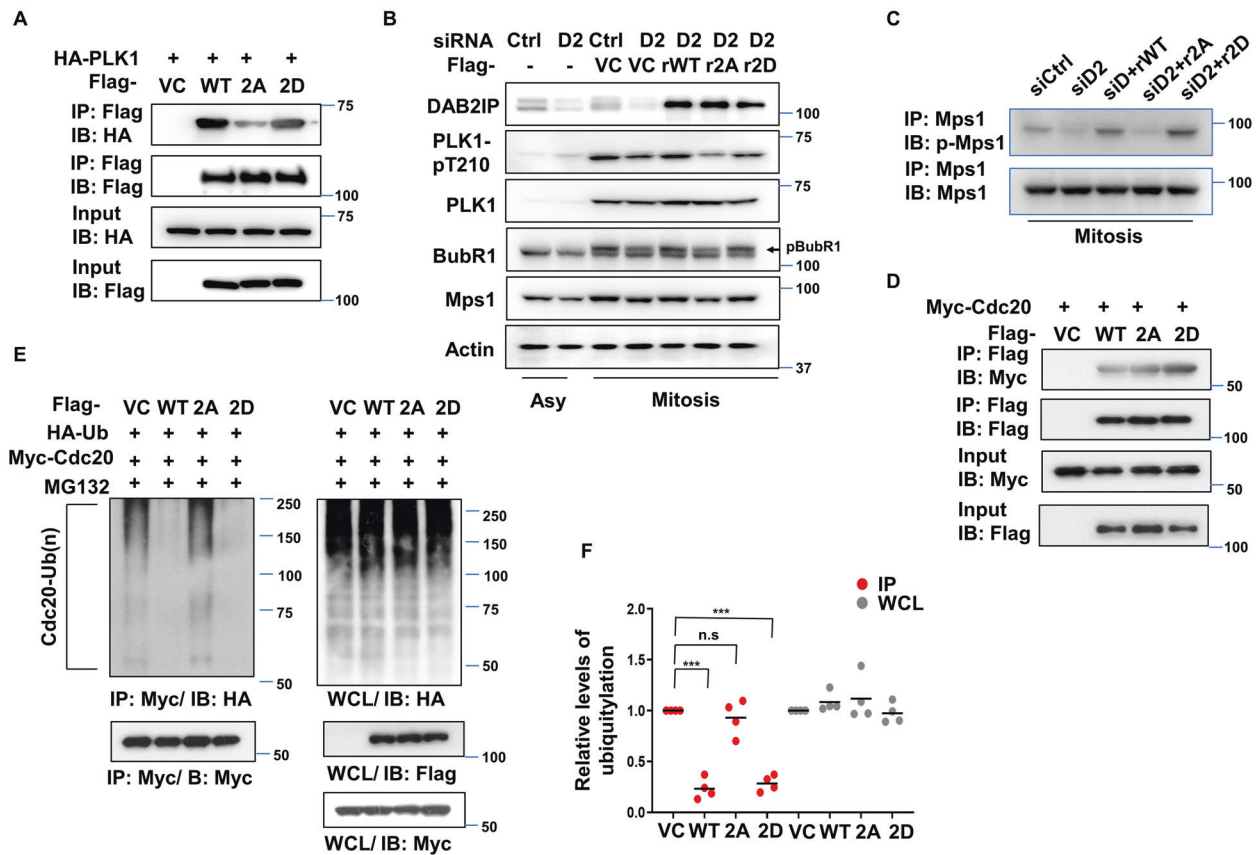 A
HA-PLK1 + + + +
Flag- VC WT 2A 2D
IP: Flag
IB: HA
75
IP: Flag
IB: Flag
100
Input
IB: HA
75
Input
IB: Flag
100
B
siRNA Ctrl D2 Ctrl D2 D2 D2 D2
Flag- - - VC VC rWT r2A r2D
DAB2IP
100
PLK1-
pT210
75
PLK1
75
BubR1
pBubR1
100
Mps1
100
Actin
37
Asy Mitosis
C
siCtrl siD2 siD+rWT siD2+r2A siD2+r2D
IP: Mps1
IB: p-Mps1
100
IP: Mps1
IB: Mps1
100
Mitosis
D
Myc-Cdc20 + + + +
Flag- VC WT 2A 2D
IP: Flag
IB: Myc
50
IP: Flag
IB: Flag
100
Input
IB: Myc
50
Input
IB: Flag
100
E
Flag- VC WT 2A 2D VC WT 2A 2D
HA-Ub + + + + + + + +
Myc-Cdc20 + + + + + + + +
MG132 + + + + + + + +
Cdc20-Ub(n)
250
150
100
75
50
IP: Myc/ IB: HA
50
IP: Myc/ B: Myc
250
150
100
75
50
WCL/ IB: HA
100
WCL/ IB: Flag
50
WCL/ IB: Myc
F
IP
WCL
Relative levels of
ubiquitylation
2.0
1.5
1.0
0.5
0.0
***
n.s
***
VC WT 2A 2D VC WT 2A 2D